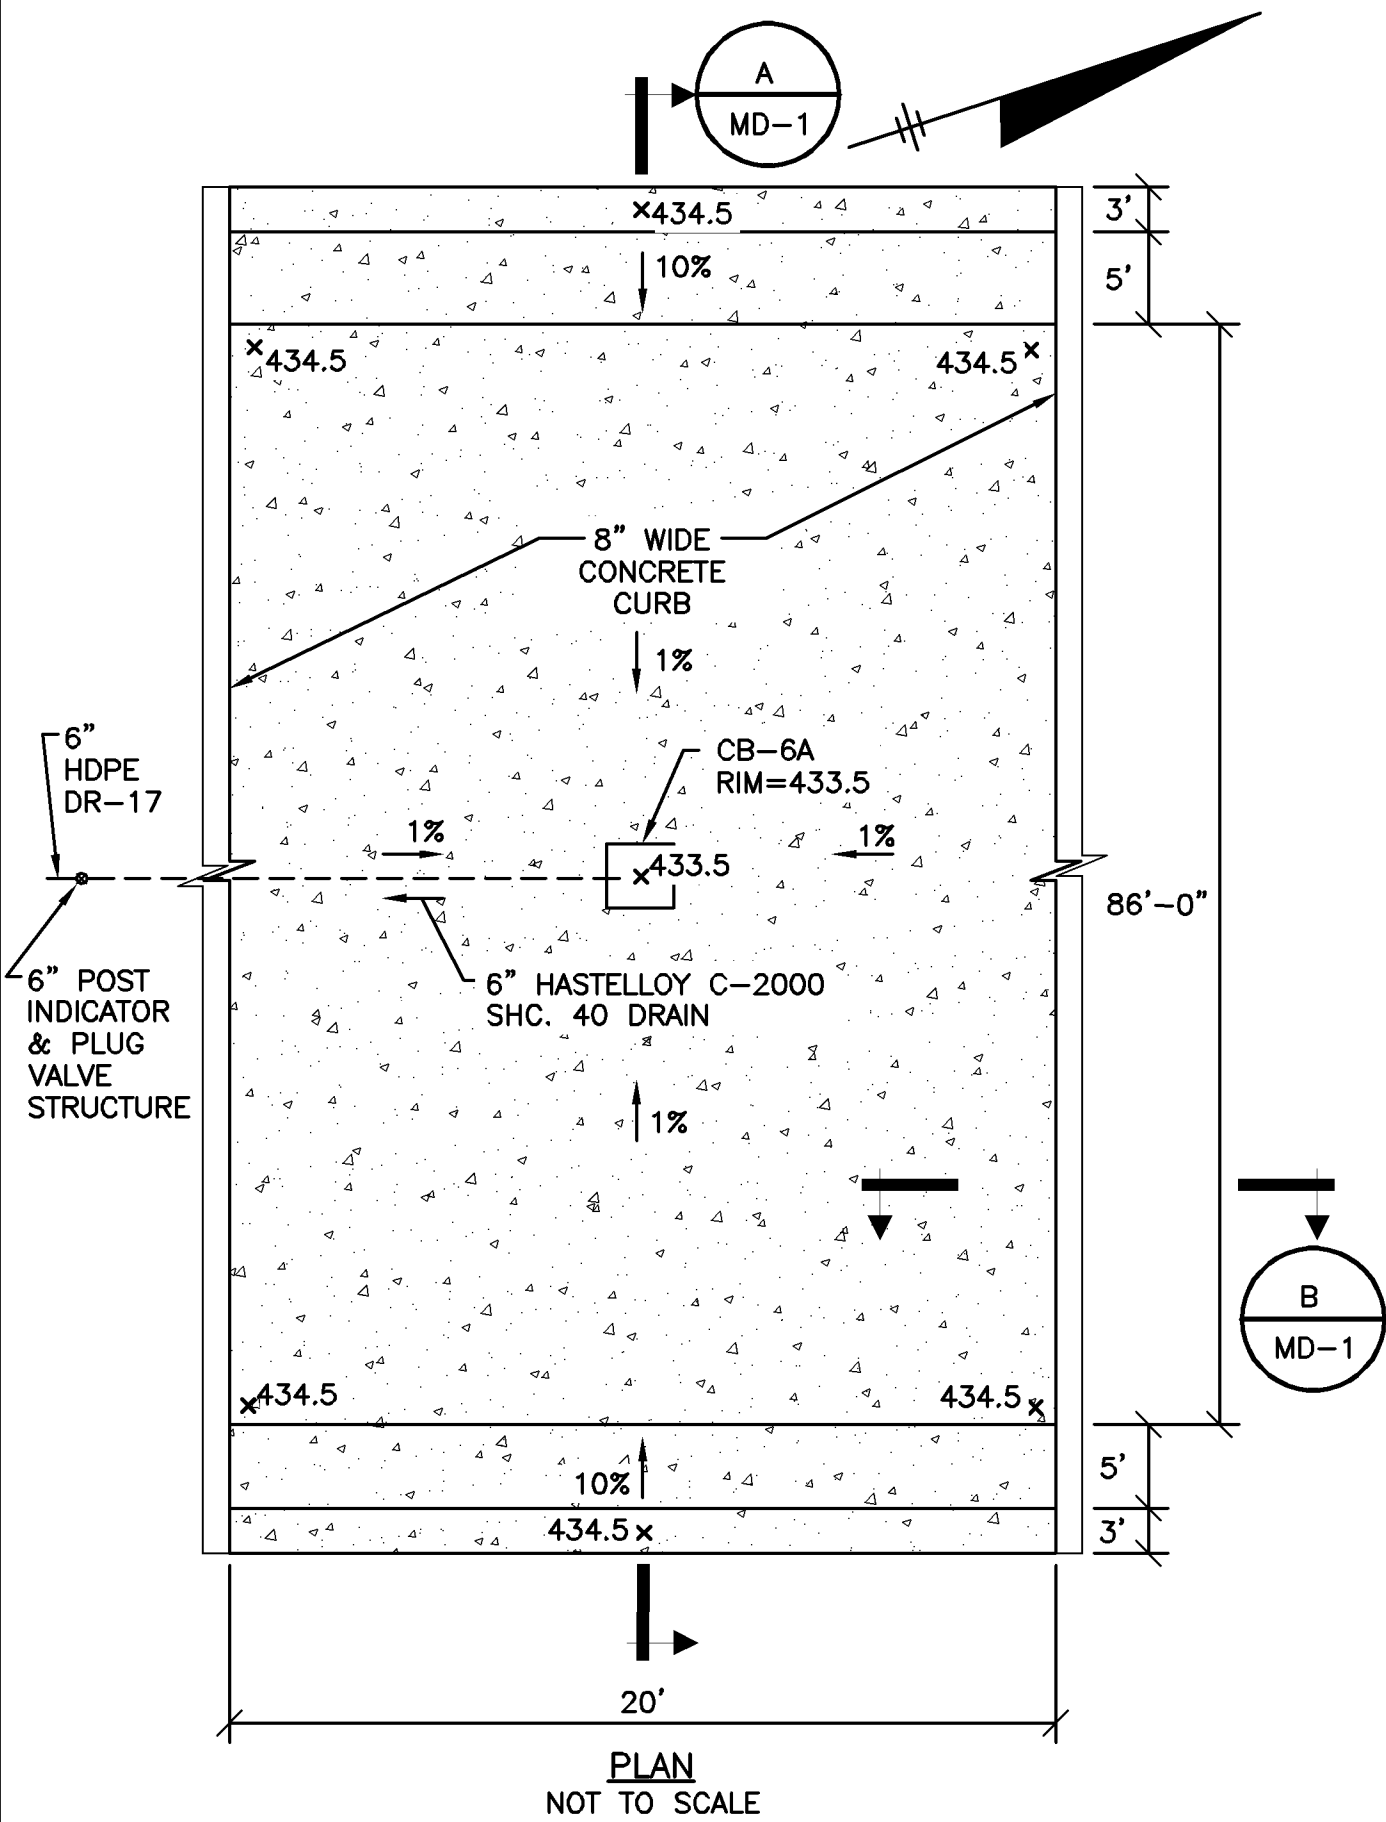 A
MD-1
434.5
3'
10%
5'
434.5
434.5
8" WIDE
CONCRETE
CURB
1%
6"
HDPE
DR-17
CB-6A
RIM=433.5
1%
1%
433.5
86'-0"
6" POST
INDICATOR
& PLUG
VALVE
STRUCTURE
6" HASTELLOY C-2000
SHC. 40 DRAIN
1%
B
MD-1
434.5
434.5
10%
5'
434.5
3'
20'
PLAN
NOT TO SCALE